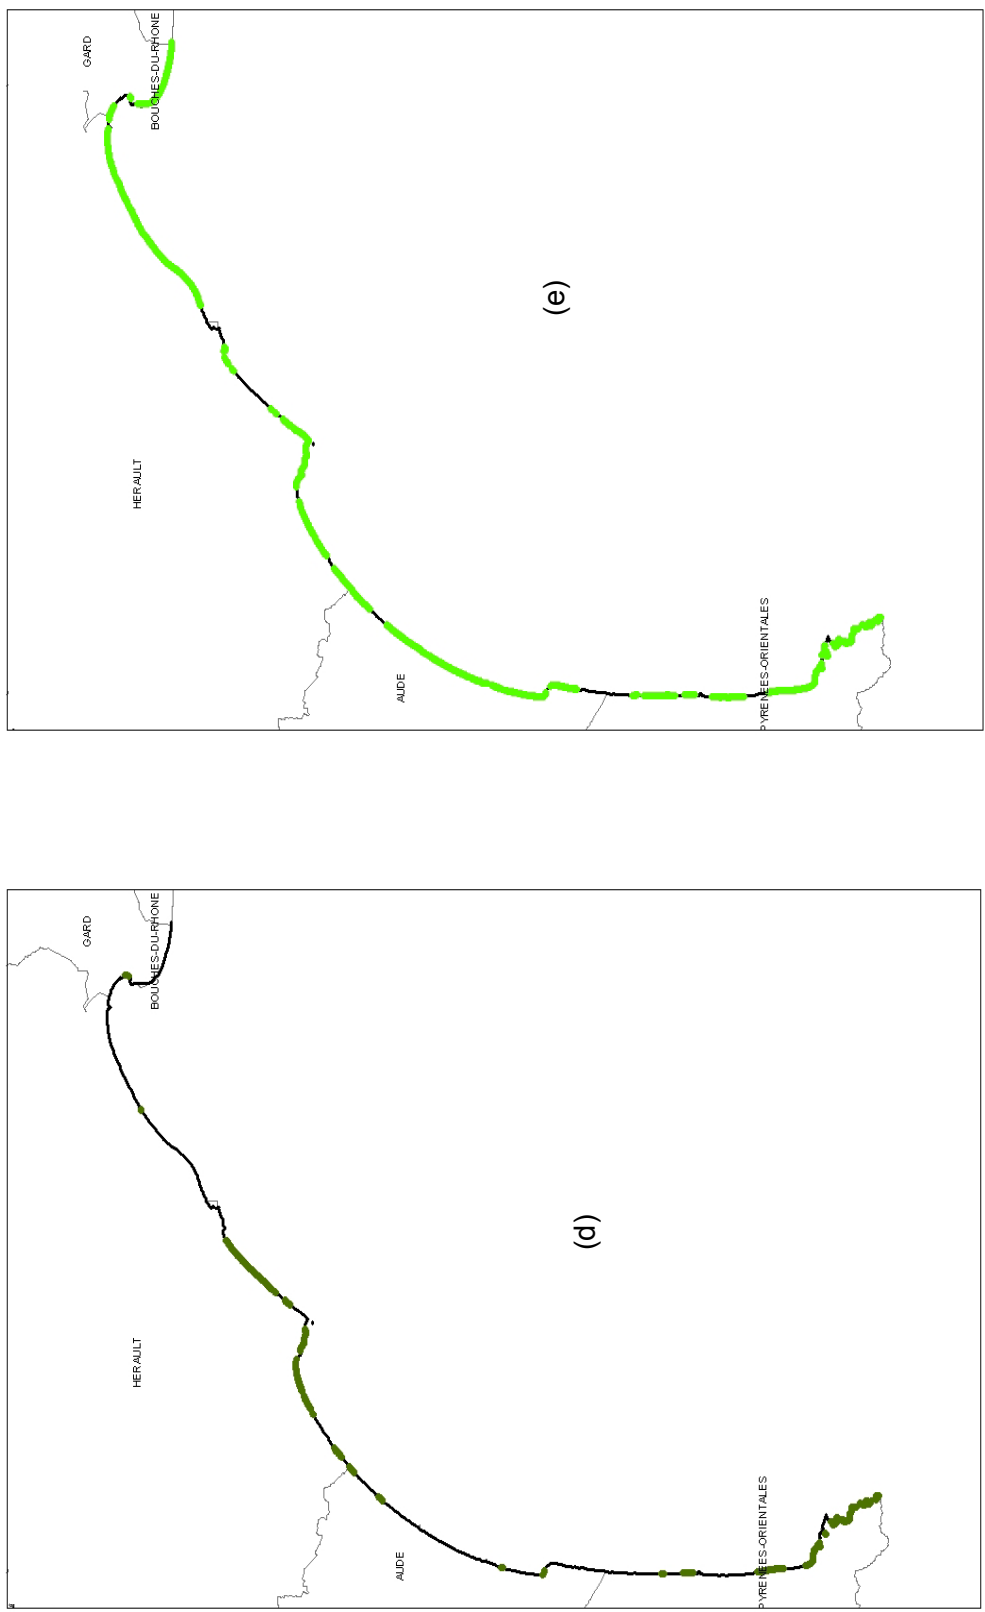 GARD
BOUCHES-DU-RHONE
HERAULT
(e)
AUDE
PYRENEES-ORIENTALES
GARD
BOUCHES-DU-RHONE
HERAULT
(d)
AUDE
PYRENEES-ORIENTALES